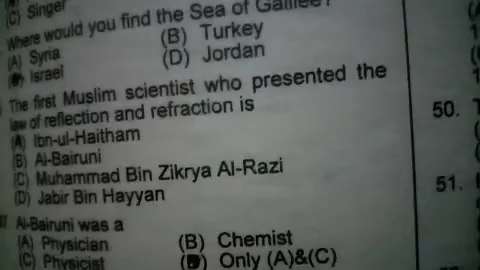 (C) Singer
Where would you find the Sea of Galilee?
(A) Syria (B) Turkey
Israel (D) Jordan
The first Muslim scientist who presented the
law of reflection and refraction is
(A) Ibn-ul-Haitham
(B) Al-Bairuni
(C) Muhammad Bin Zikrya Al-Razi
(D) Jabir Bin Hayyan
Al-Bairuni was a
(A) Physician (B) Chemist
(C) Physicist (D) Only (A)&(C)
50.
51.